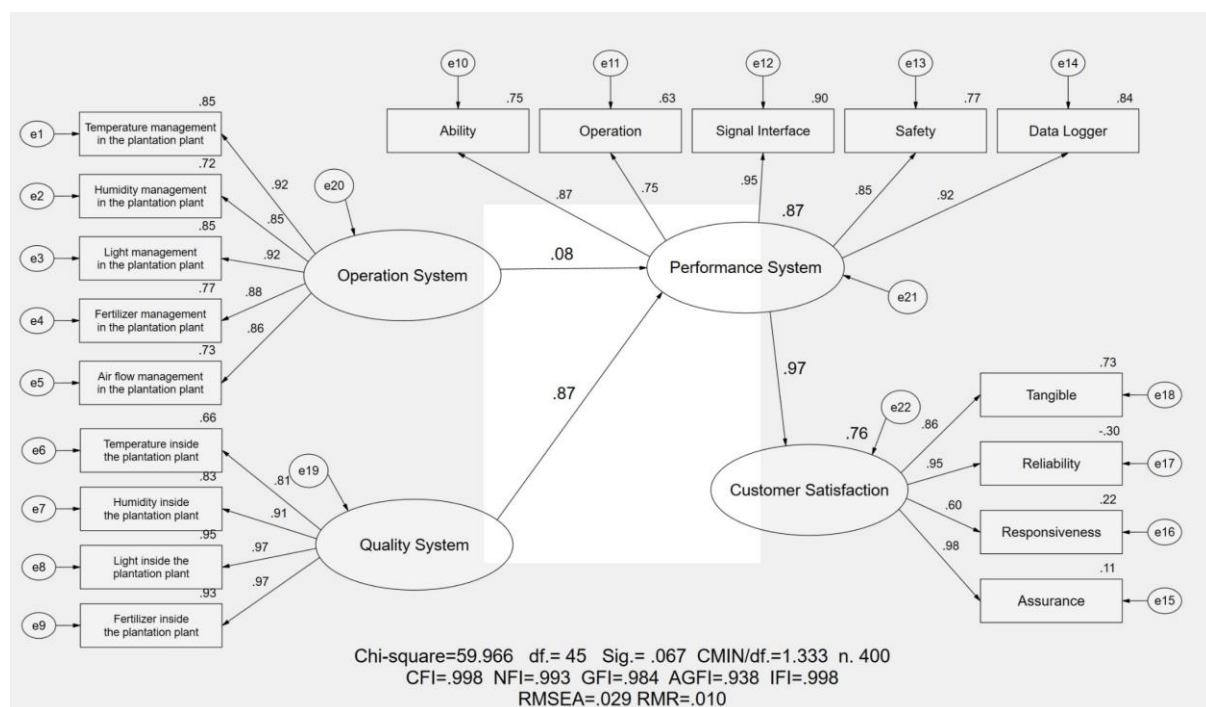 e10
e11
e12
e13
e14
.75
.63
.90
.77
.84
Ability
Operation
Signal Interface
Safety
Data Logger
.87
.75
.95
.85
.92
.85
e1
Temperature management
in the plantation plant
.92
.72
e2
Humidity management
in the plantation plant
.85
.85
e3
Light management
in the plantation plant
.92
.77
e4
Fertilizer management
in the plantation plant
.88
.73
e5
Air flow management
in the plantation plant
.86
e20
Operation System
.08
.87
Performance System
e21
.66
e6
Temperature inside
the plantation plant
.81
.83
e7
Humidity inside
the plantation plant
.91
.95
e8
Light inside the
plantation plant
.97
.93
e9
Fertilizer inside
the plantation plant
.97
e19
Quality System
.87
.97
.76
e22
Customer Satisfaction
.86
.95
.60
.98
.73
Tangible
e18
-.30
Reliability
e17
.22
Responsiveness
e16
.11
Assurance
e15
Chi-square=59.966 df.= 45 Sig.= .067 CMIN/df.=1.333 n. 400
CFI=.998 NFI=.993 GFI=.984 AGFI=.938 IFI=.998
RMSEA=.029 RMR=.010